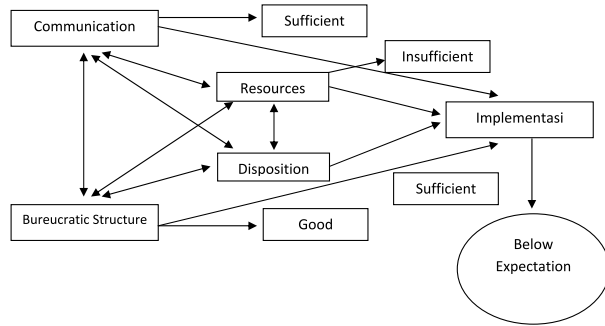 Communication
Sufficient
Insufficient
Resources
Implementasi
Disposition
Sufficient
Bureucratic Structure
Good
Below
Expectation